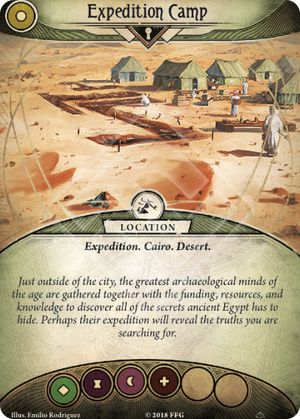 Expedition Camp
LOCATION
Expedition. Cairo. Desert.
Just outside of the city, the greatest archaeological minds of
the age are gathered together with the funding, resources, and
knowledge to discover all of the secrets ancient Egypt has to
hide. Perhaps their expedition will reveal the truths you are
searching for.
Illus. Emilio Rodriguez
© 2018 FFG